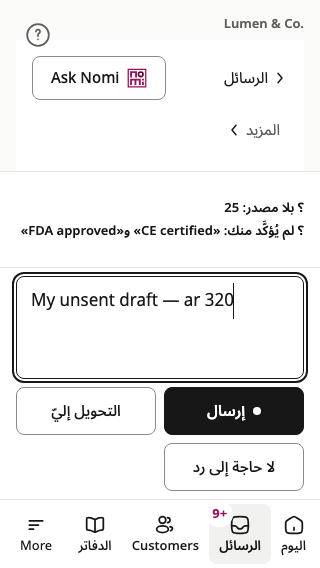 Lumen & Co.
?
الرسائل
Ask Nomi
nomi
المزيد
؟ بلا مصدر: 25
؟ لم يُؤكَّد منك: «CE certified» و«FDA approved»
My unsent draft — ar 320
إرسال
التحويل إليّ
لا حاجة إلى رد
اليوم
9+
الرسائل
Customers
الدفاتر
More